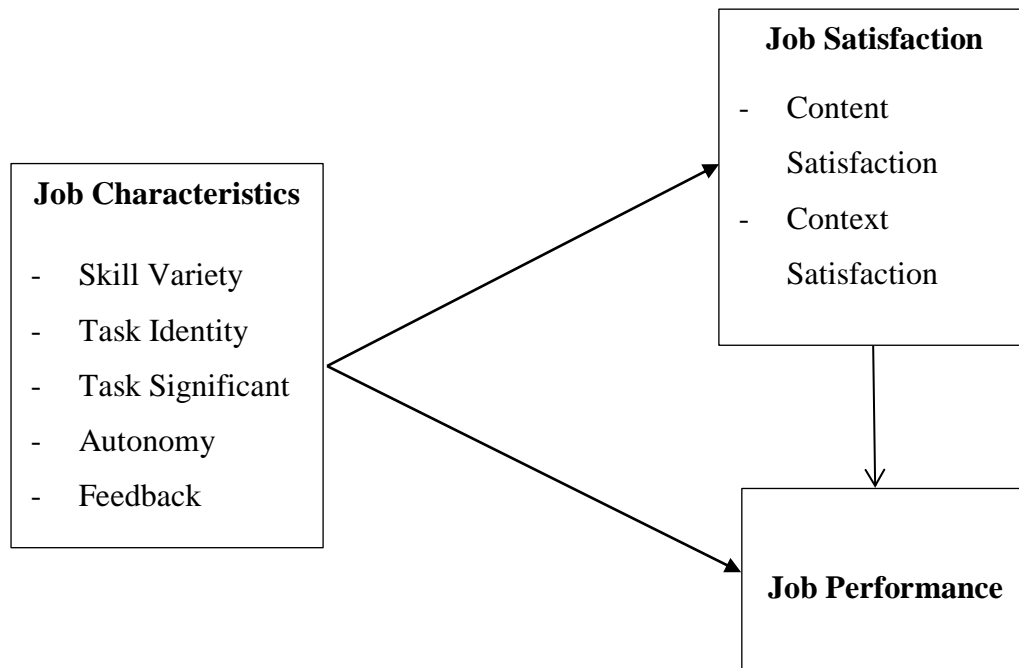 Job Satisfaction
- Content
Satisfaction
- Context
Satisfaction
Job Characteristics
- Skill Variety
- Task Identity
- Task Significant
- Autonomy
- Feedback
Job Performance